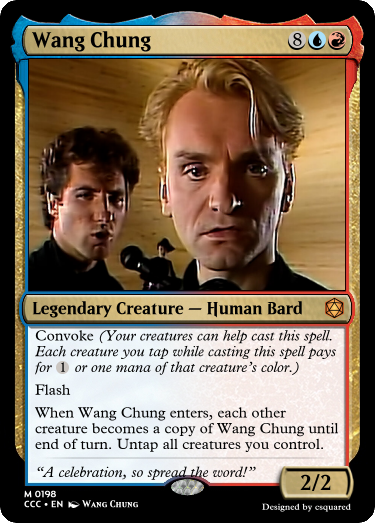 Wang Chung 8
Legendary Creature — Human Bard
Convoke (Your creatures can help cast this spell.
Each creature you tap while casting this spell pays
for 1 or one mana of that creature's color.)
Flash
When Wang Chung enters, each other
creature becomes a copy of Wang Chung until
end of turn. Untap all creatures you control.
“A celebration, so spread the word!”
2/2
M 0198
CCC • EN Wang Chung
Designed by csquared